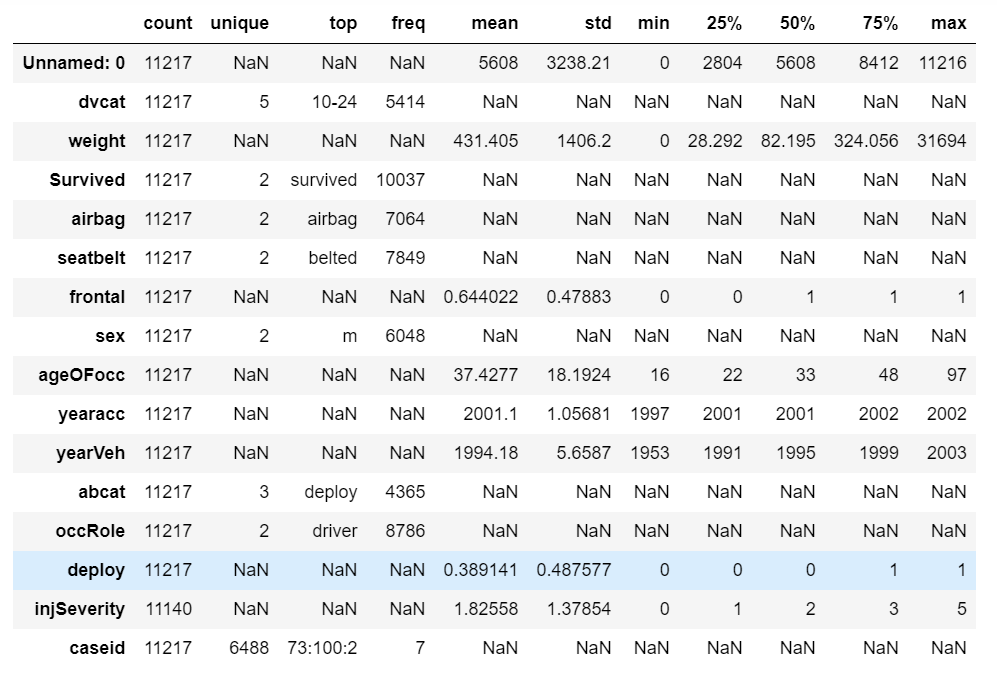 count unique top freq mean std min 25% 50% 75% max
Unnamed: 0 11217 NaN NaN NaN 5608 3238.21 0 2804 5608 8412 11216
dvcat 11217 5 10-24 5414 NaN NaN NaN NaN NaN NaN NaN
weight 11217 NaN NaN NaN 431.405 1406.2 0 28.292 82.195 324.056 31694
Survived 11217 2 survived 10037 NaN NaN NaN NaN NaN NaN NaN
airbag 11217 2 airbag 7064 NaN NaN NaN NaN NaN NaN NaN
seatbelt 11217 2 belted 7849 NaN NaN NaN NaN NaN NaN NaN
frontal 11217 NaN NaN NaN 0.644022 0.47883 0 0 1 1 1
sex 11217 2 m 6048 NaN NaN NaN NaN NaN NaN NaN
ageOFocc 11217 NaN NaN NaN 37.4277 18.1924 16 22 33 48 97
yearacc 11217 NaN NaN NaN 2001.1 1.05681 1997 2001 2001 2002 2002
yearVeh 11217 NaN NaN NaN 1994.18 5.6587 1953 1991 1995 1999 2003
abcat 11217 3 deploy 4365 NaN NaN NaN NaN NaN NaN NaN
occRole 11217 2 driver 8786 NaN NaN NaN NaN NaN NaN NaN
deploy 11217 NaN NaN NaN 0.389141 0.487577 0 0 0 1 1
injSeverity 11140 NaN NaN NaN 1.82558 1.37854 0 1 2 3 5
caseid 11217 6488 73:100:2 7 NaN NaN NaN NaN NaN NaN NaN